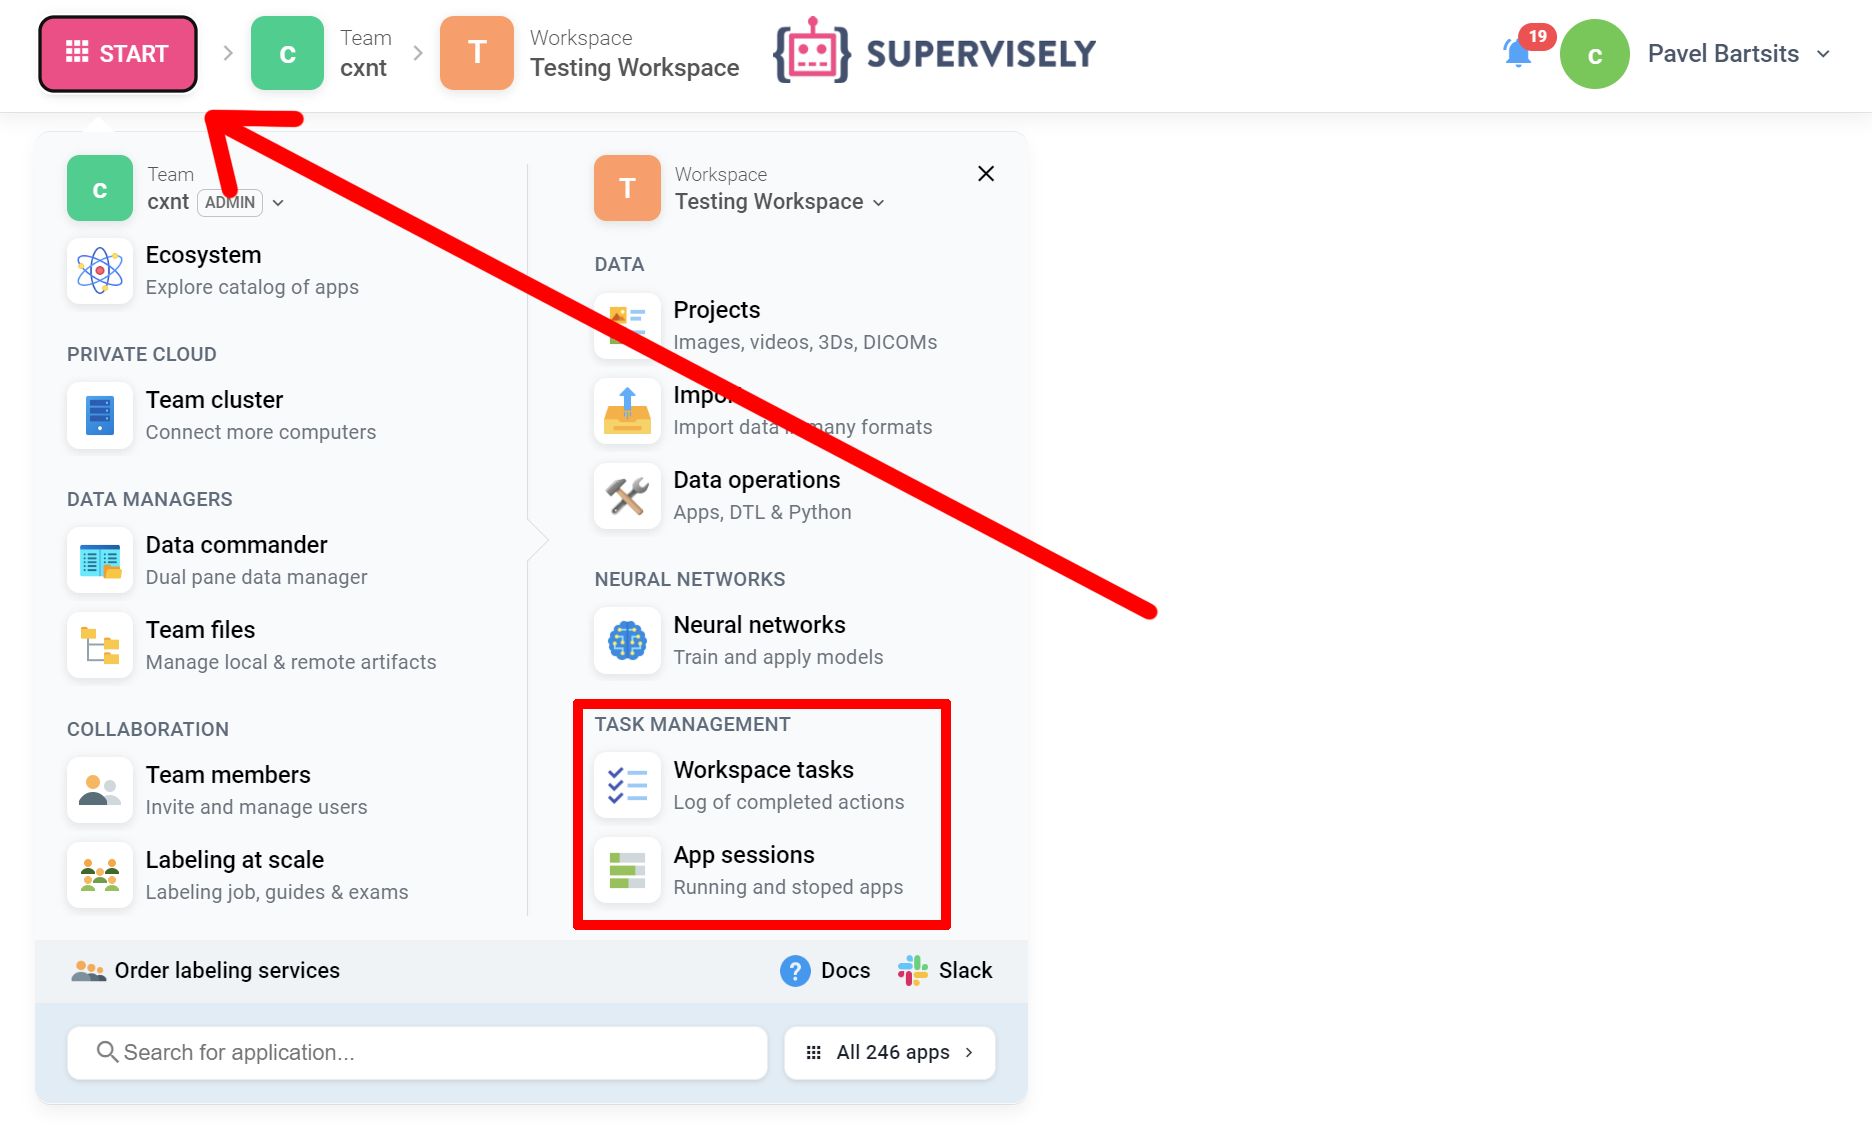 START
c
Team
cxnt
T
Workspace
Testing Workspace
SUPERVISELY
19
c
Pavel Bartsits
c
Team
cxnt ADMIN
Ecosystem
Explore catalog of apps
PRIVATE CLOUD
Team cluster
Connect more computers
DATA MANAGERS
Data commander
Dual pane data manager
Team files
Manage local & remote artifacts
COLLABORATION
Team members
Invite and manage users
Labeling at scale
Labeling job, guides & exams
T
Workspace
Testing Workspace
DATA
Projects
Images, videos, 3Ds, DICOMs
Import
Import data many formats
Data operations
Apps, DTL & Python
NEURAL NETWORKS
Neural networks
Train and apply models
TASK MANAGEMENT
Workspace tasks
Log of completed actions
App sessions
Running and stoped apps
Order labeling services
? Docs
Slack
Search for application...
All 246 apps